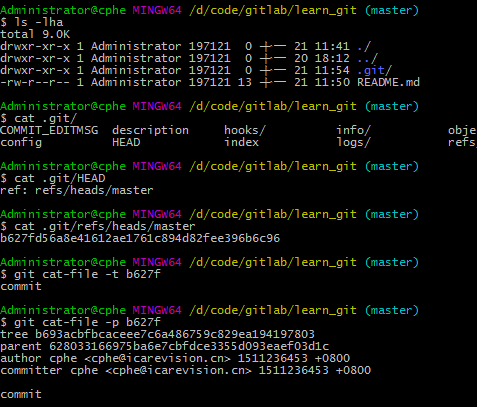 Administrator@cphe MINGW64 /d/code/gitlab/learn_git (master)
$ ls -lha
total 9.0K
drwxr-xr-x 1 Administrator 197121  0 十一 21 11:41 ./
drwxr-xr-x 1 Administrator 197121  0 十一 20 18:12 ../
drwxr-xr-x 1 Administrator 197121  0 十一 21 11:54 .git/
-rw-r--r-- 1 Administrator 197121 13 十一 21 11:50 README.md
Administrator@cphe MINGW64 /d/code/gitlab/learn_git (master)
$ cat .git/
COMMIT_EDITMSG  description     hooks/          info/           obje
config          HEAD            index           logs/           refs
Administrator@cphe MINGW64 /d/code/gitlab/learn_git (master)
$ cat .git/HEAD
ref: refs/heads/master
Administrator@cphe MINGW64 /d/code/gitlab/learn_git (master)
$ cat .git/refs/heads/master
b627fd56a8e41612ae1761c894d82fee396b6c96
Administrator@cphe MINGW64 /d/code/gitlab/learn_git (master)
$ git cat-file -t b627f
commit
Administrator@cphe MINGW64 /d/code/gitlab/learn_git (master)
$ git cat-file -p b627f
tree b693acbfbcaceee7c6a486759c829ea194197803
parent 628033166975ba6e7cbfdce3355d093eaef03d1c
author cphe <cphe@icarevision.cn> 1511236453 +0800
committer cphe <cphe@icarevision.cn> 1511236453 +0800
commit